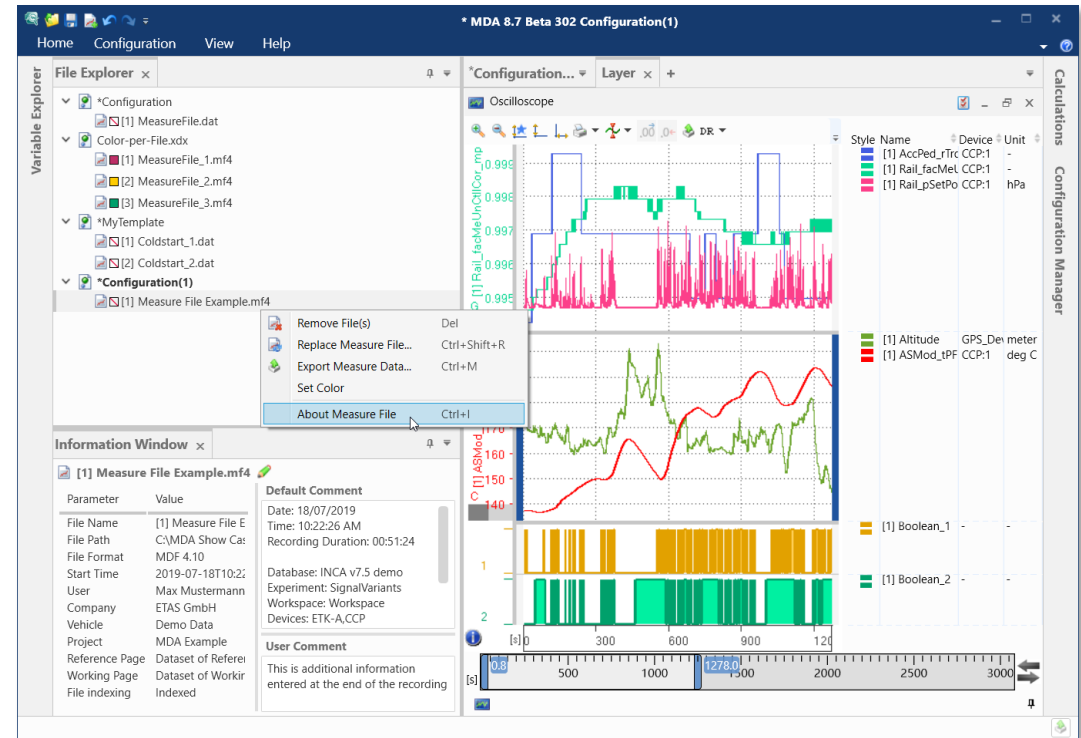 * MDA 8.7 Beta 302 Configuration(1)
Home Configuration View Help
Variable Explorer
File Explorer
*Configuration
[1] MeasureFile.dat
Color-per-File.xdx
[1] MeasureFile_1.mf4
[2] MeasureFile_2.mf4
[3] MeasureFile_3.mf4
*MyTemplate
[1] Coldstart_1.dat
[2] Coldstart_2.dat
*Configuration(1)
[1] Measure File Example.mf4
Remove File(s) Del
Replace Measure File... Ctrl+Shift+R
Export Measure Data... Ctrl+M
Set Color
About Measure File Ctrl+I
Information Window
[1] Measure File Example.mf4
Parameter Value
File Name [1] Measure File E
File Path C:\MDA Show Cas
File Format MDF 4.10
Start Time 2019-07-18T10:22
User Max Mustermann
Company ETAS GmbH
Vehicle Demo Data
Project MDA Example
Reference Page Dataset of Referen
Working Page Dataset of Workin
File indexing Indexed
Default Comment
Date: 18/07/2019
Time: 10:22:26 AM
Recording Duration: 00:51:24
Database: INCA v7.5 demo
Experiment: SignalVariants
Workspace: Workspace
Devices: ETK-A,CCP
User Comment
This is additional information
entered at the end of the recording
*Configuration... Layer +
Oscilloscope
DR
Style Name Device Unit
[1] AccPed_rTrc CCP:1 -
[1] Rail_facMeU CCP:1 -
[1] Rail_pSetPo CCP:1 hPa
[1] Rail_facMeUnCtlCor_mp
0.999
0.998
0.997
0.996
0.995
[1] Altitude GPS_Dev meter
[1] ASMod_tPF CCP:1 deg C
[1] ASMod
170
160
150
140
[1] Boolean_1 - -
1
[1] Boolean_2 - -
2
[s] 0 300 600 900 120
0.8 1278.0
[s] 500 1000 1500 2000 2500 3000
Calculations
Configuration Manager